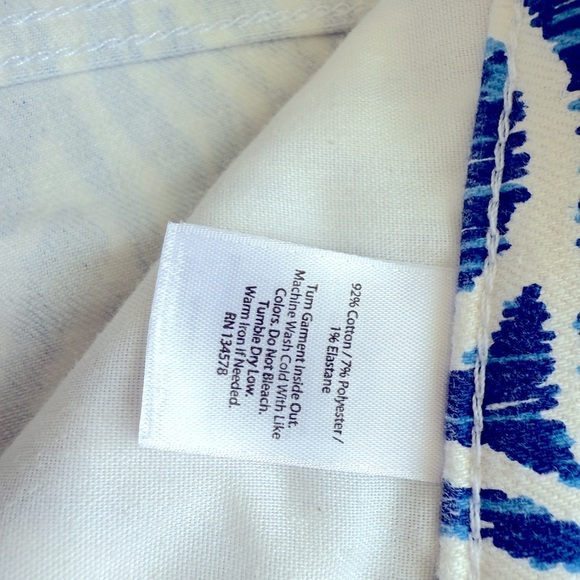 92% Cotton / 7% Polyester /
1% Elastane
Tum Garment Inside Out.
Machine Wash Cold With Like
Colors. Do Not Bleach.
Tumble Dry Low.
Warm Iron If Needed.
RN 134578